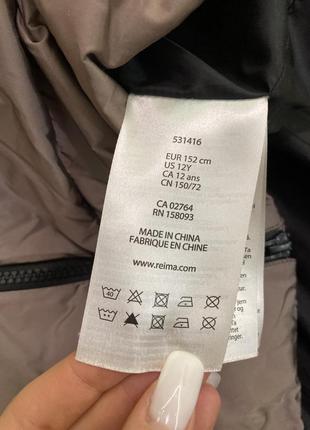 531416
EUR 152 cm
US 12Y
CA 12 ans
CN 150/72
CA 02764
RN 158093
MADE IN CHINA
FABRIQUE EN CHINE
www.reima.com
40